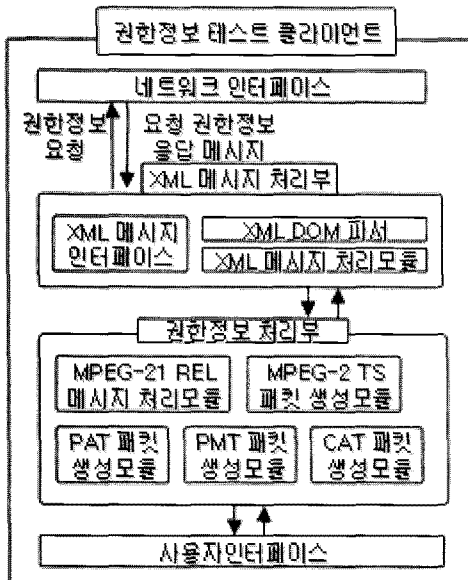 권한정보 테스트 클라이언트
네트워크 인터페이스
권한정보
요청
요청 권한정보
응답 메시지
XML 메시지 처리부
XML 메시지
인터페이스
XML DOM 파서
XML 메시지 처리모듈
권한정보 처리부
MPEG-21 REL
메시지 처리모듈
MPEG-2 TS
패킷 생성모듈
PAT 패킷
생성모듈
PMT 패킷
생성모듈
CAT 패킷
생성모듈
사용자인터페이스